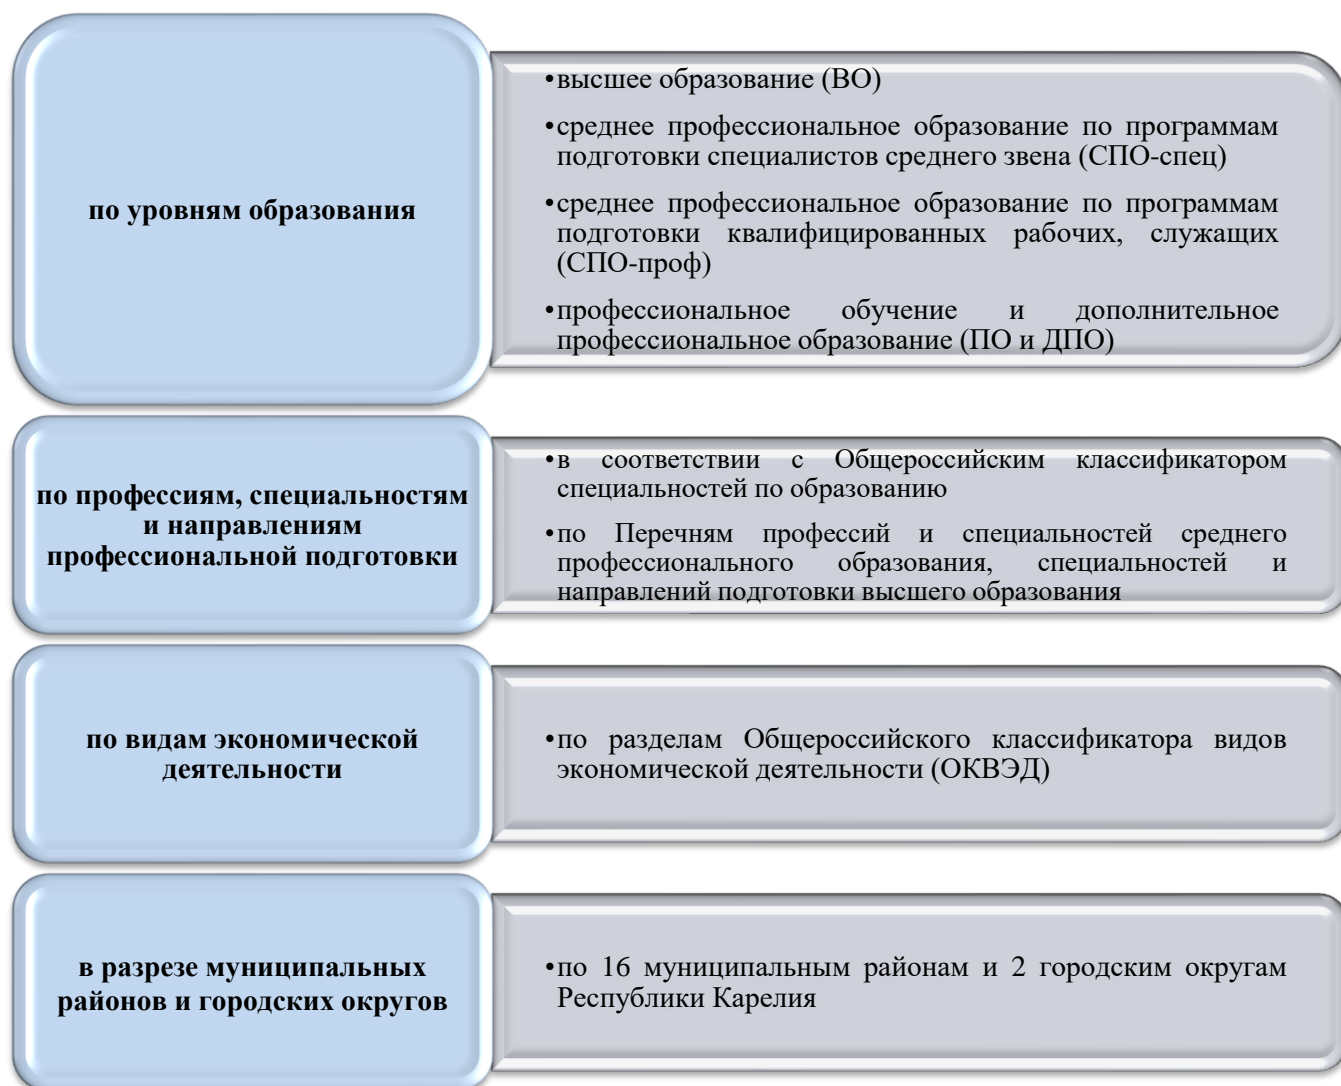 по уровням образования
•высшее образование (ВО)
•среднее профессиональное образование по программам
подготовки специалистов среднего звена (СПО-спец)
•среднее профессиональное образование по программам
подготовки квалифицированных рабочих, служащих
(СПО-проф)
•профессиональное обучение и дополнительное
профессиональное образование (ПО и ДПО)
по профессиям, специальностям
и направлениям
профессиональной подготовки
•в соответствии с Общероссийским классификатором
специальностей по образованию
•по Перечням профессий и специальностей среднего
профессионального образования, специальностей и
направлений подготовки высшего образования
по видам экономической
деятельности
•по разделам Общероссийского классификатора видов
экономической деятельности (ОКВЭД)
в разрезе муниципальных
районов и городских округов
•по 16 муниципальным районам и 2 городским округам
Республики Карелия